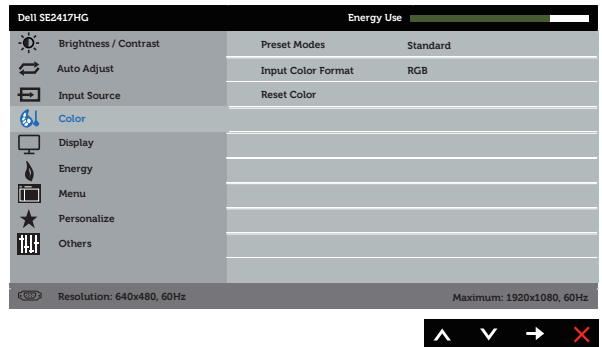 Dell SE2417HG Energy Use
Brightness / Contrast Preset Modes Standard
Auto Adjust Input Color Format RGB
Input Source Reset Color
Color
Display
Energy
Menu
Personalize
Others
Resolution: 640x480, 60Hz Maximum: 1920x1080, 60Hz